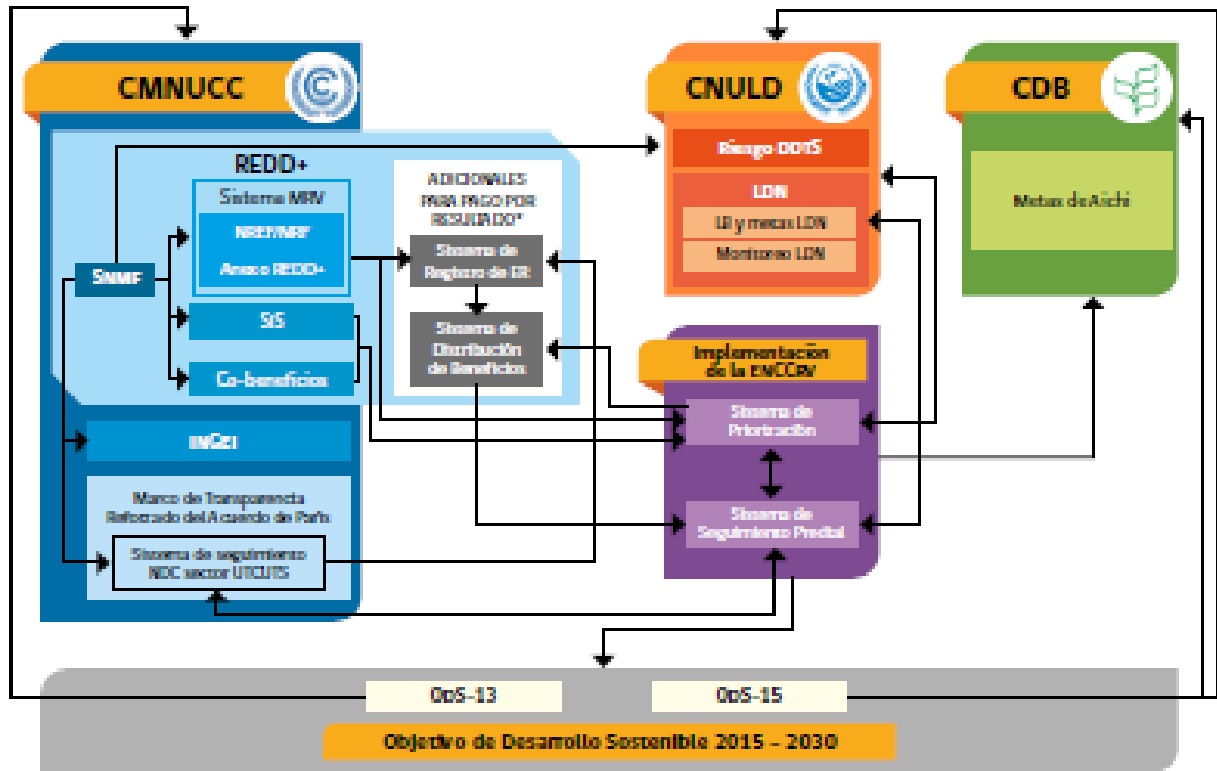 CMNUCC
REDD+
Sistema MRV
NREF/NRF
Anexo REDD+
SNMF
SIS
Co-beneficios
ADICIONALES
PARA PAGO POR
RESULTADO*
Sistema de
Registro de ER
Sistema de
Distribución
de Beneficios
INGEI
Marco de Transparencia
Reforzado del Acuerdo de París
Sistema de seguimiento
NDC sector UTCUTS
CNULD
Riesgo DDTS
LDN
LB y metas LDN
Monitoreo LDN
CDB
Metas de Aichi
Implementación
de la ENCCRV
Sistema de
Priorización
Sistema de
Seguimiento Predial
ODS-13
ODS-15
Objetivo de Desarrollo Sostenible 2015 – 2030